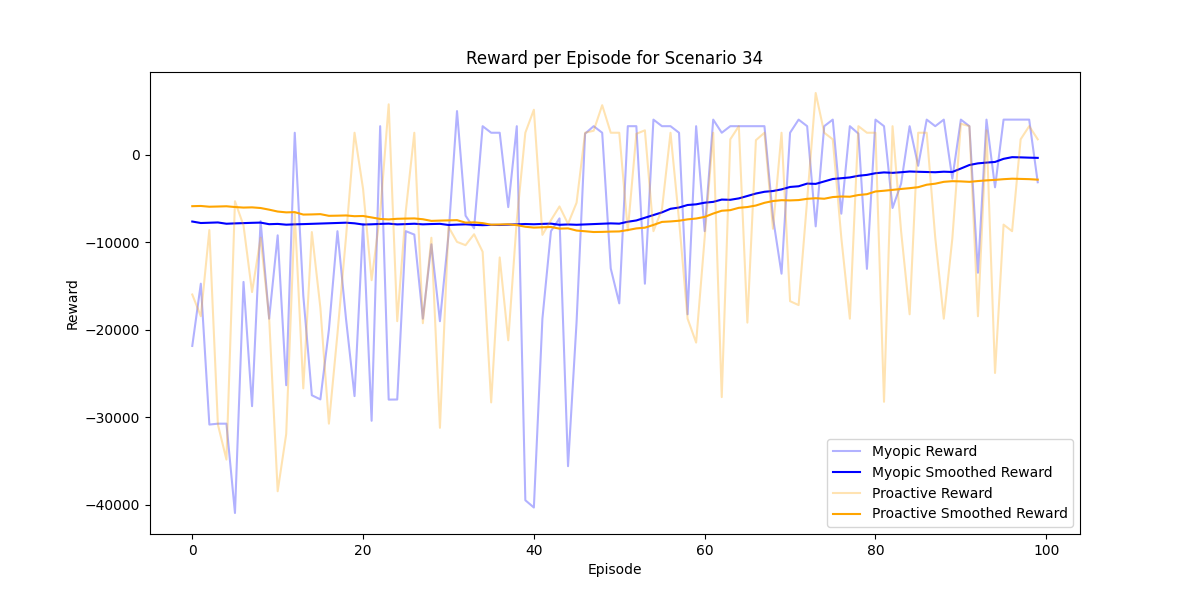 Reward per Episode for Scenario 34
Reward
0
−10000
−20000
−30000
−40000
0 20 40 60 80 100
Episode
Myopic Reward
Myopic Smoothed Reward
Proactive Reward
Proactive Smoothed Reward